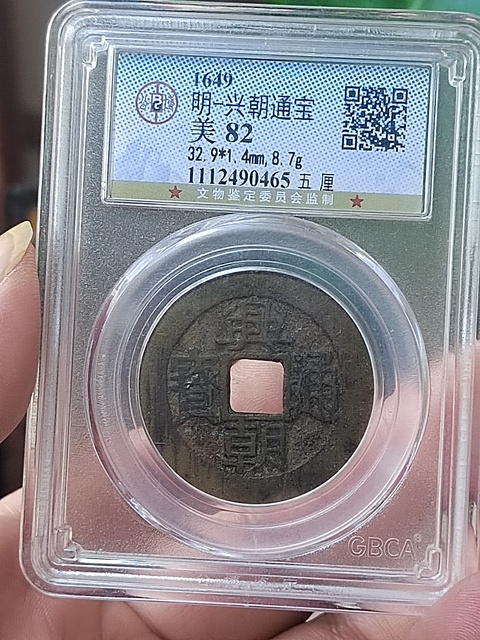 1649
明-兴朝通宝
美 82
32.9*1.4mm,8.7g
1112490465 五 厘
文物鉴定委员会监制
興
寶 通
朝
GBCA